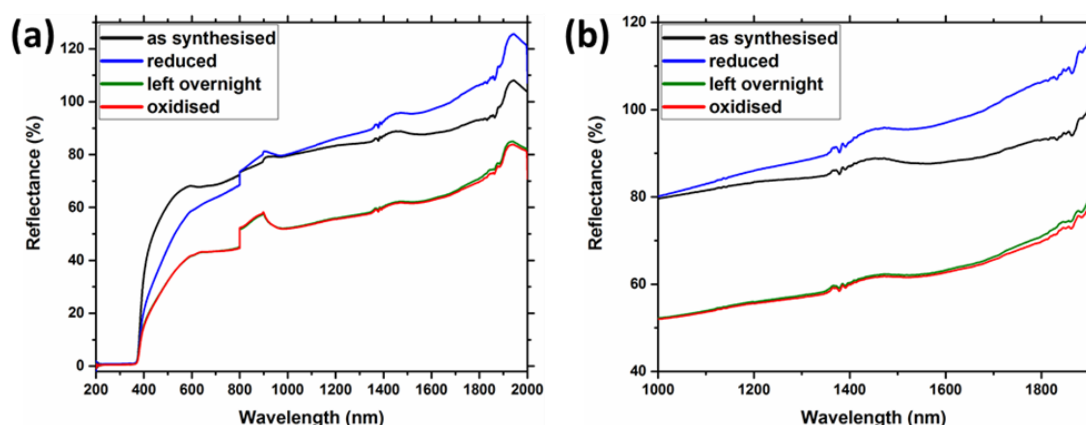 (a)
as synthesised
reduced
left overnight
oxidised
Reflectance (%)
120
100
80
60
40
20
0
200 400 600 800 1000 1200 1400 1600 1800 2000
Wavelength (nm)
(b)
as synthesised
reduced
left overnight
oxidised
Reflectance (%)
120
100
80
60
40
1000 1200 1400 1600 1800
Wavelength (nm)